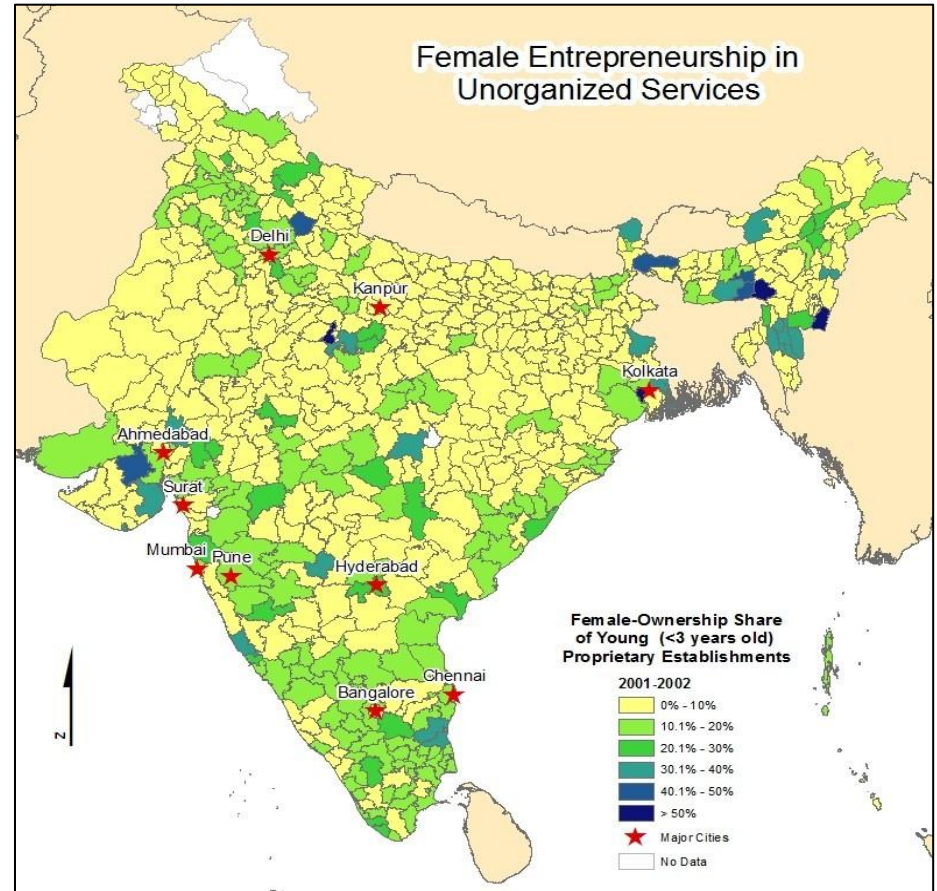 Female Entrepreneurship in
Unorganized Services
Delhi
Kanpur
Kolkata
Ahmedabad
Surat
Mumbai
Pune
Hyderabad
Bangalore
Chennai
N
Female-Ownership Share
of Young (<3 years old)
Proprietary Establishments
2001-2002
0% - 10%
10.1% - 20%
20.1% - 30%
30.1% - 40%
40.1% - 50%
> 50%
Major Cities
No Data